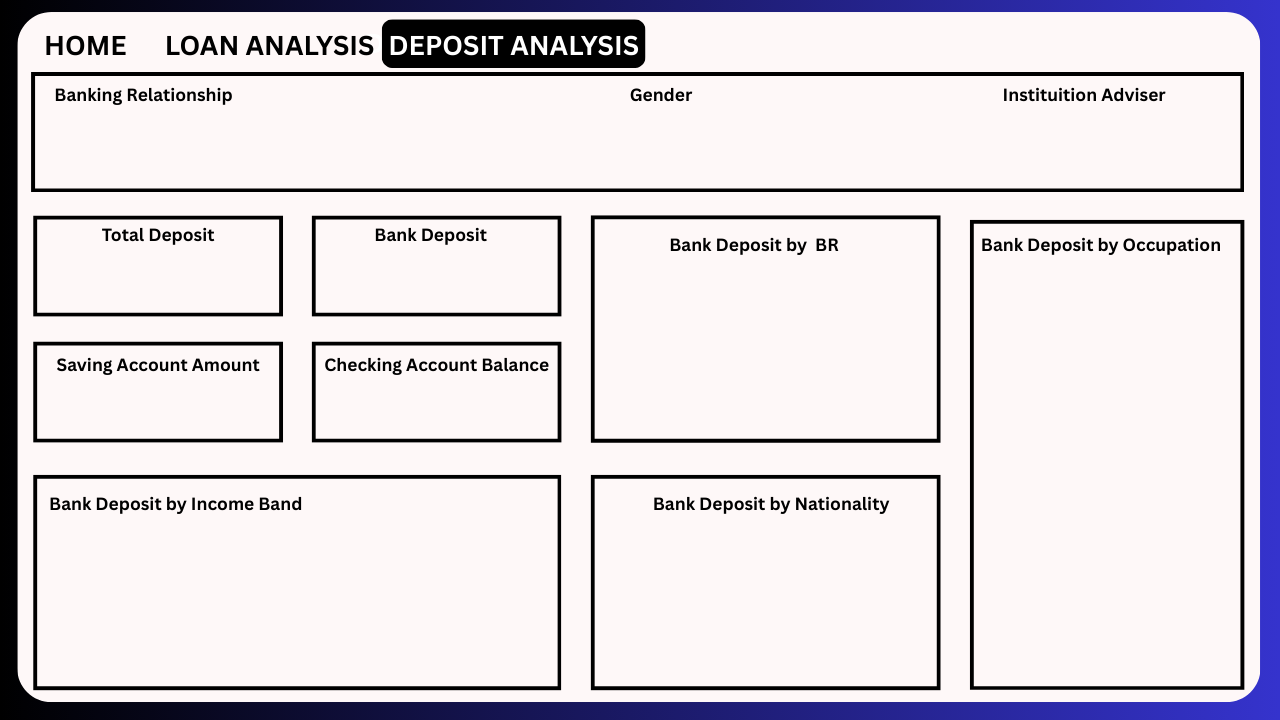 HOME LOAN ANALYSIS DEPOSIT ANALYSIS
Banking Relationship Gender Instituition Adviser
Total Deposit Bank Deposit Bank Deposit by BR Bank Deposit by Occupation
Saving Account Amount Checking Account Balance
Bank Deposit by Income Band Bank Deposit by Nationality